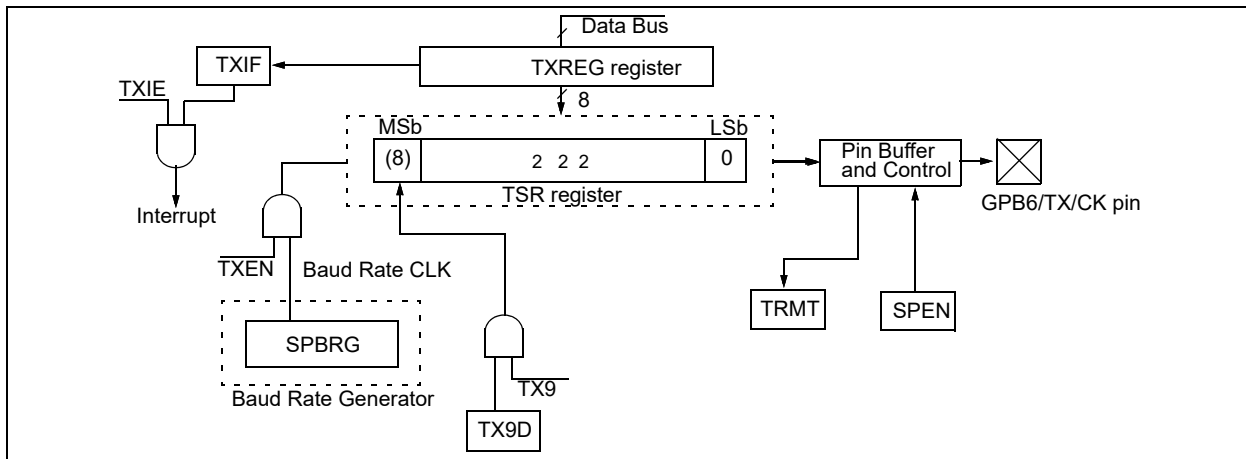 Data Bus
TXIF
TXREG register
TXIE
8
MSb
LSb
(8)
2 2 2
0
Pin Buffer
and Control
TSR register
GPB6/TX/CK pin
Interrupt
TXEN
Baud Rate CLK
TRMT
SPEN
SPBRG
TX9
Baud Rate Generator
TX9D